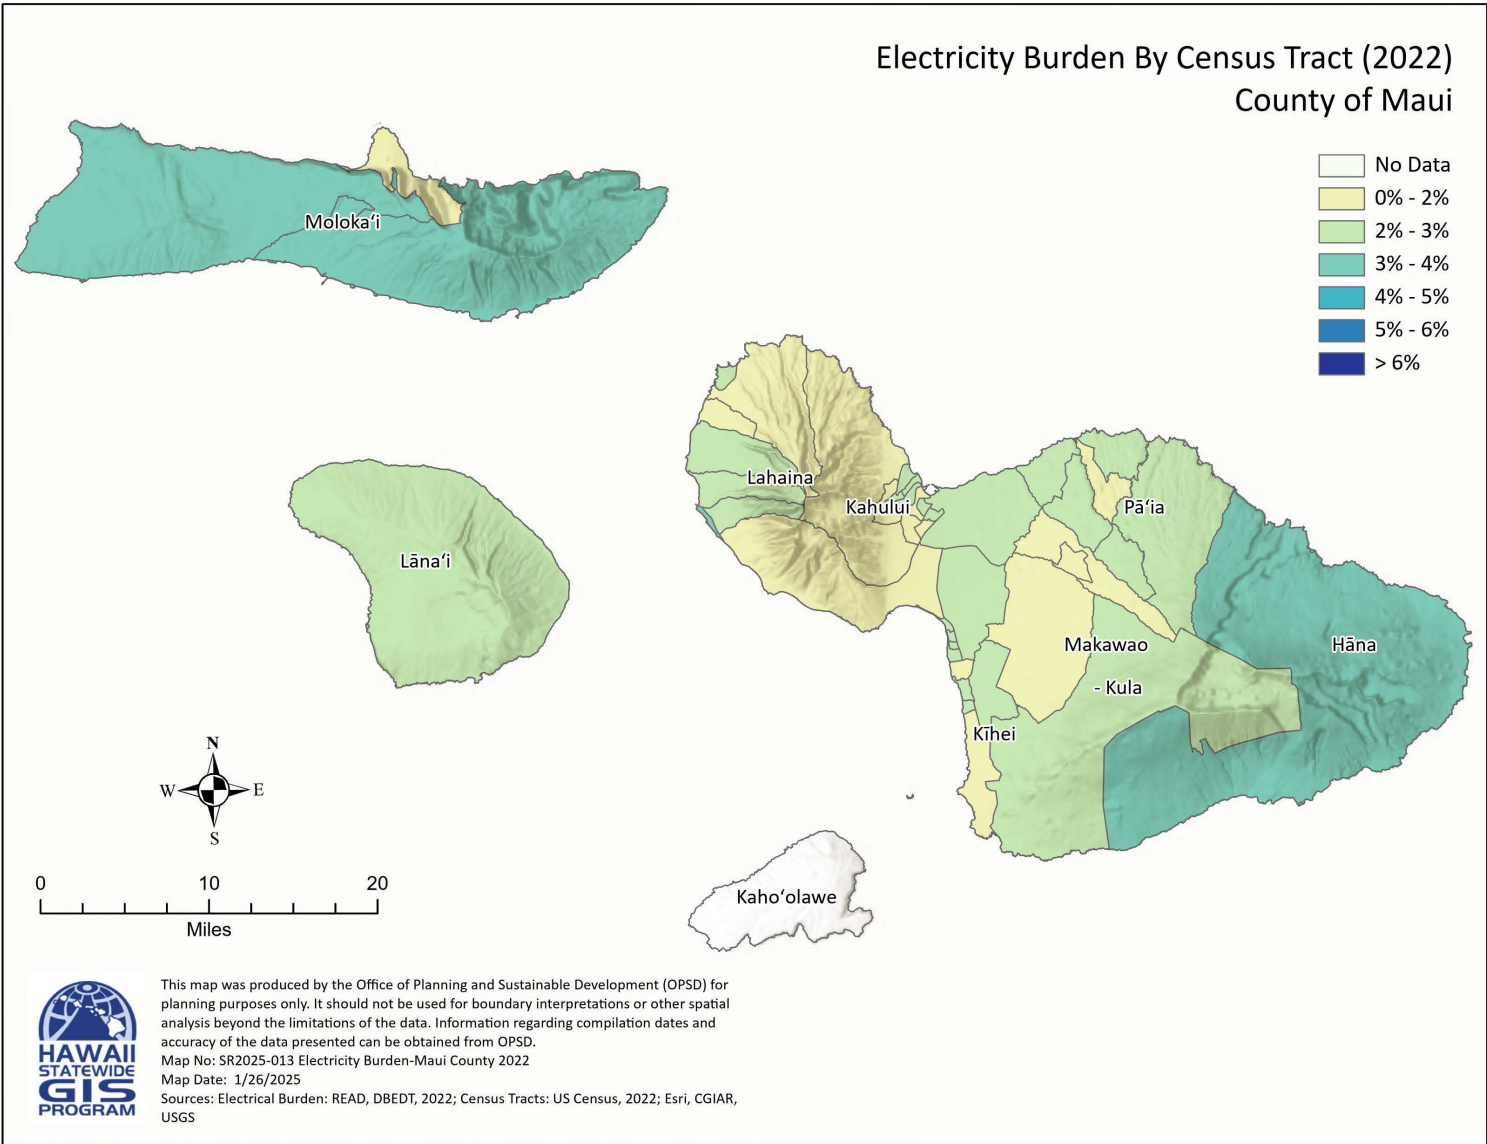 Electricity Burden By Census Tract (2022)
County of Maui
No Data
0% - 2%
2% - 3%
3% - 4%
4% - 5%
5% - 6%
> 6%
Molokaʻi
Lānaʻi
Lahaina
Kahului
Pāʻia
Makawao
- Kula
Hāna
Kīhei
Kahoʻolawe
N
W
E
S
0
10
20
Miles
HAWAII
STATEWIDE
GIS
PROGRAM
This map was produced by the Office of Planning and Sustainable Development (OPSD) for
planning purposes only. It should not be used for boundary interpretations or other spatial
analysis beyond the limitations of the data. Information regarding compilation dates and
accuracy of the data presented can be obtained from OPSD.
Map No: SR2025-013 Electricity Burden-Maui County 2022
Map Date:  1/26/2025
Sources: Electrical Burden: READ, DBEDT, 2022; Census Tracts: US Census, 2022; Esri, CGIAR,
USGS